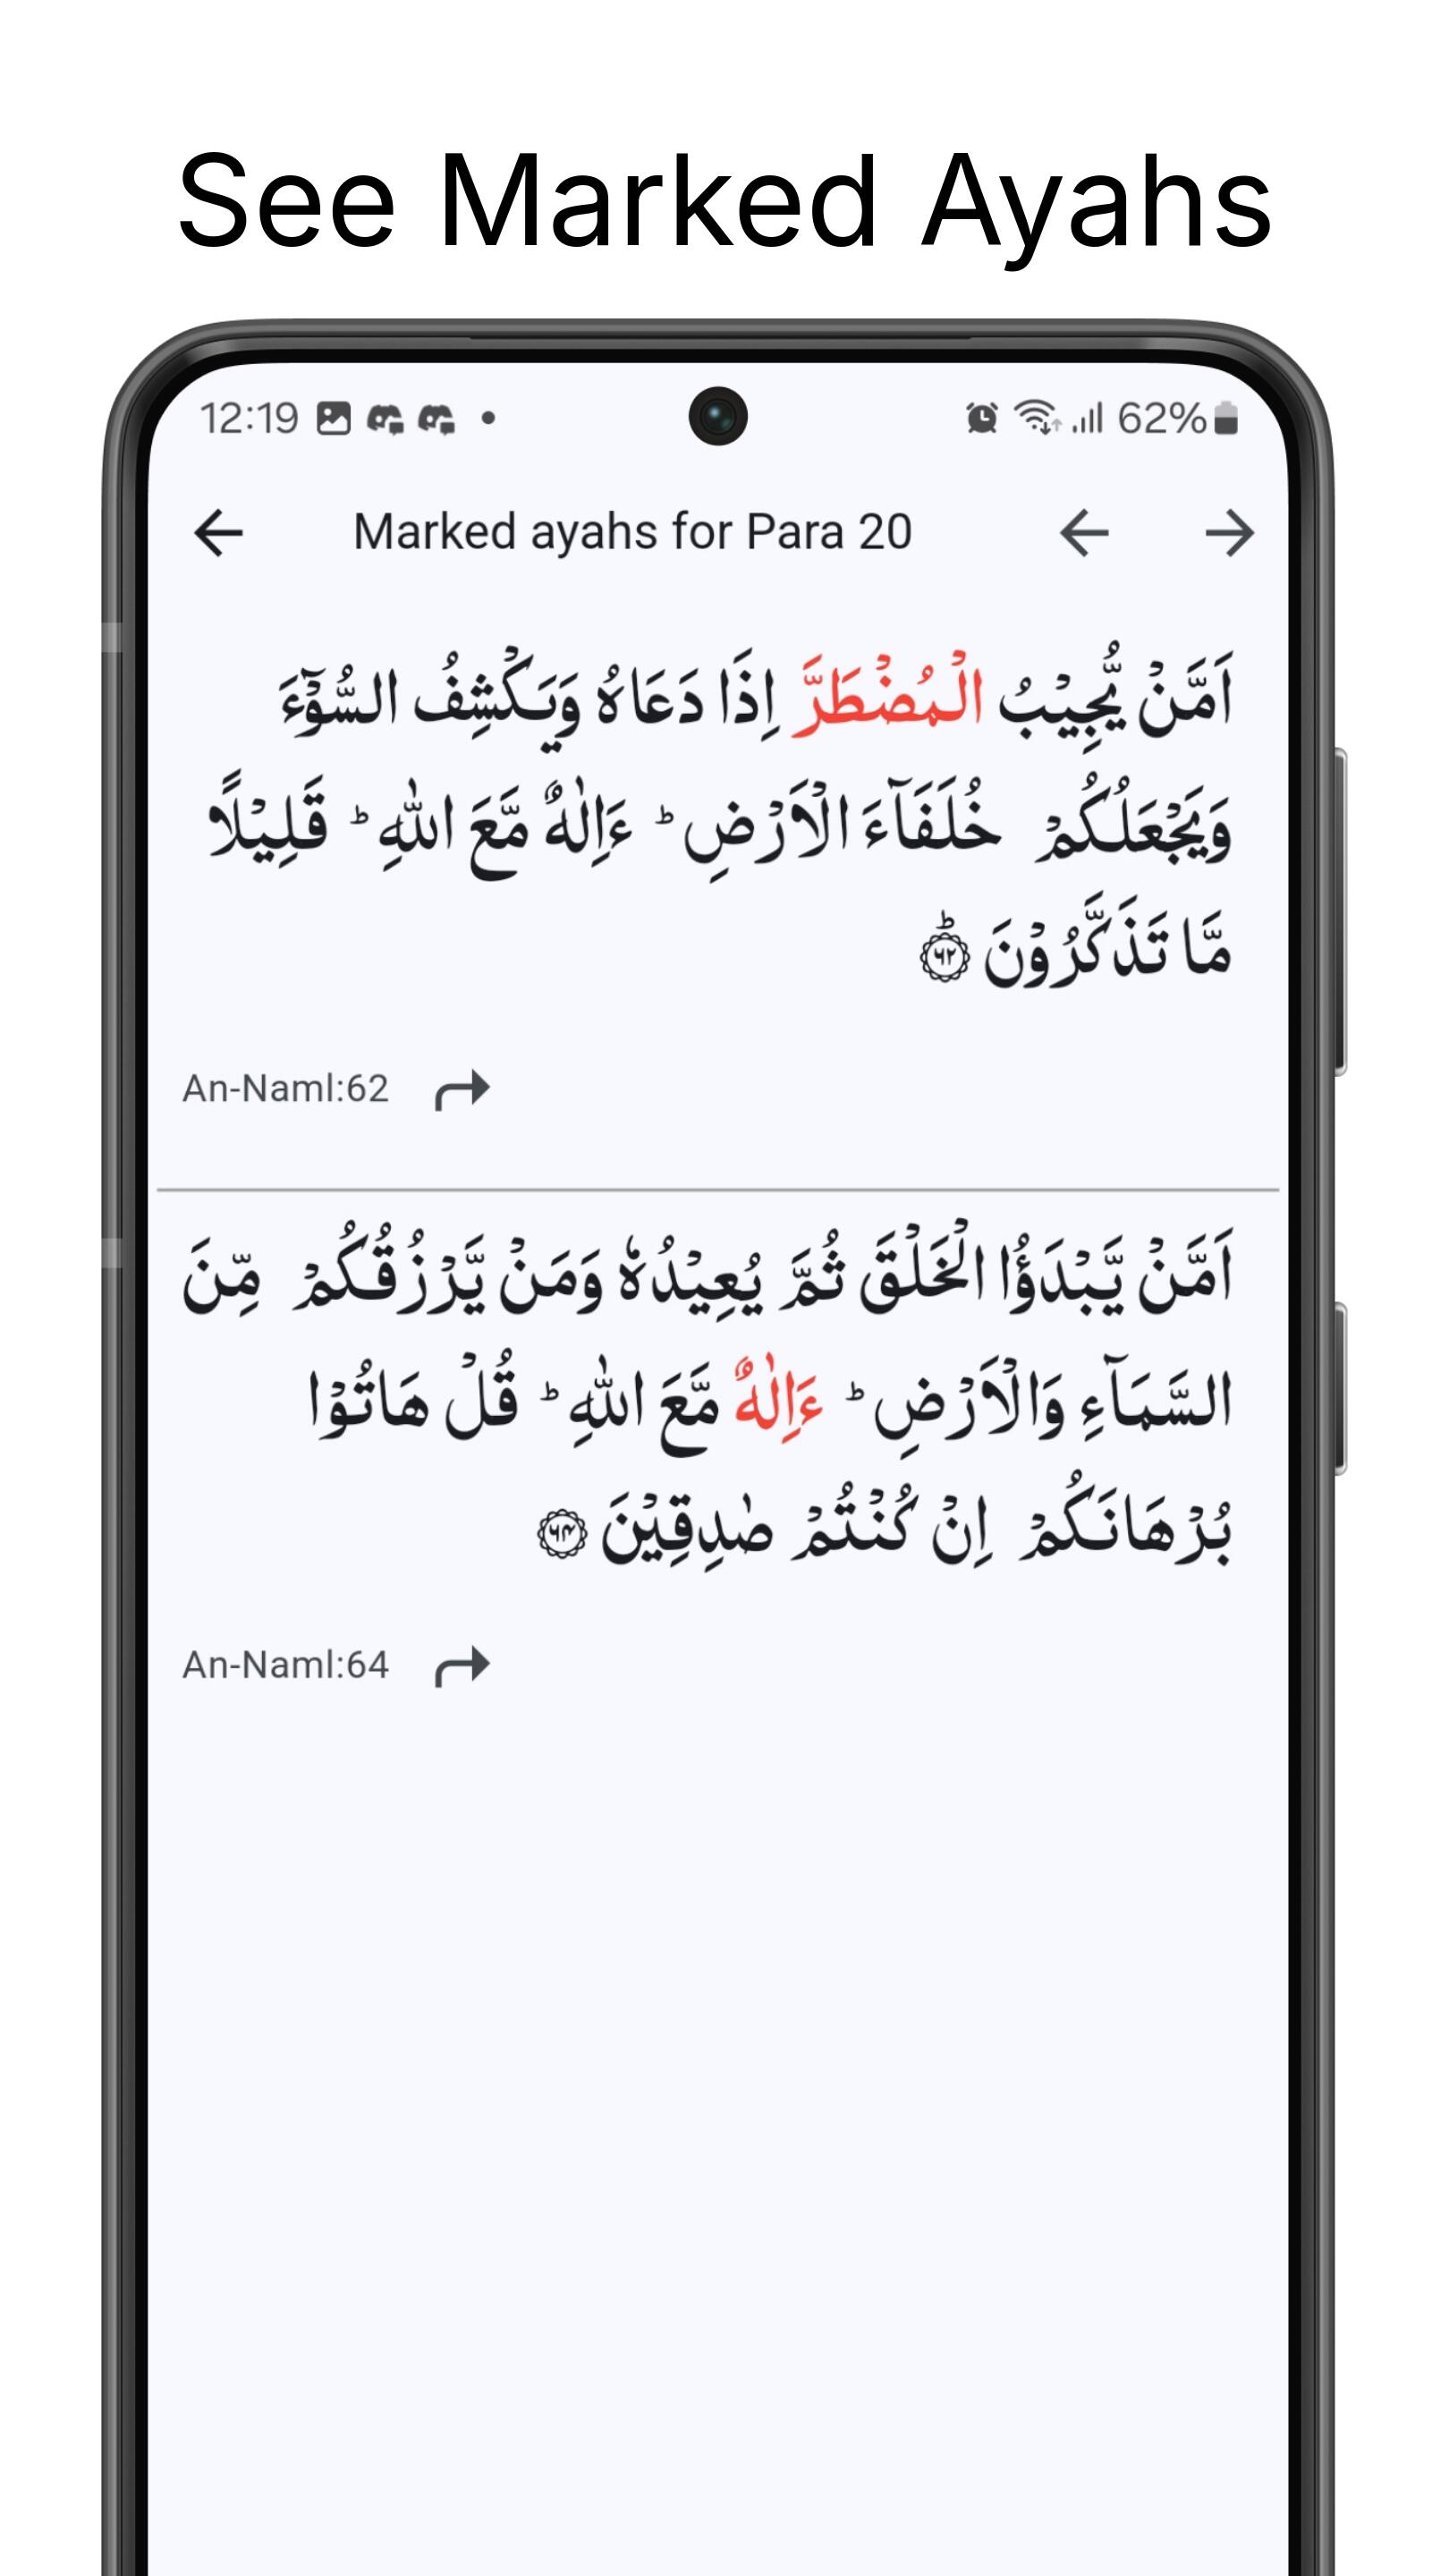 See Marked Ayahs
12:19 62%
Marked ayahs for Para 20
اَمَّنۡ يُّجِيۡبُ الۡمُضۡطَرَّ اِذَا دَعَاهُ وَيَكۡشِفُ السُّوۡٓءَ
وَيَجۡعَلُكُمۡ خُلَفَآءَ الۡاَرۡضِ‌ ؕ ءَاِلٰهٌ مَّعَ اللّٰهِ‌ ؕ قَلِيۡلًا
مَّا تَذَكَّرُوۡنَ ؕ‏ ﴿۶۲﴾
An-Naml:62
اَمَّنۡ يَّبۡدَؤُا الۡخَلۡقَ ثُمَّ يُعِيۡدُهٗ وَمَنۡ يَّرۡزُقُكُمۡ مِّنَ
السَّمَآءِ وَالۡاَرۡضِ‌ ؕ ءَاِلٰهٌ مَّعَ اللّٰهِ‌ ؕ قُلۡ هَاتُوۡا
بُرۡهَانَكُمۡ اِنۡ كُنۡتُمۡ صٰدِقِيۡنَ‏ ﴿۶۴﴾
An-Naml:64